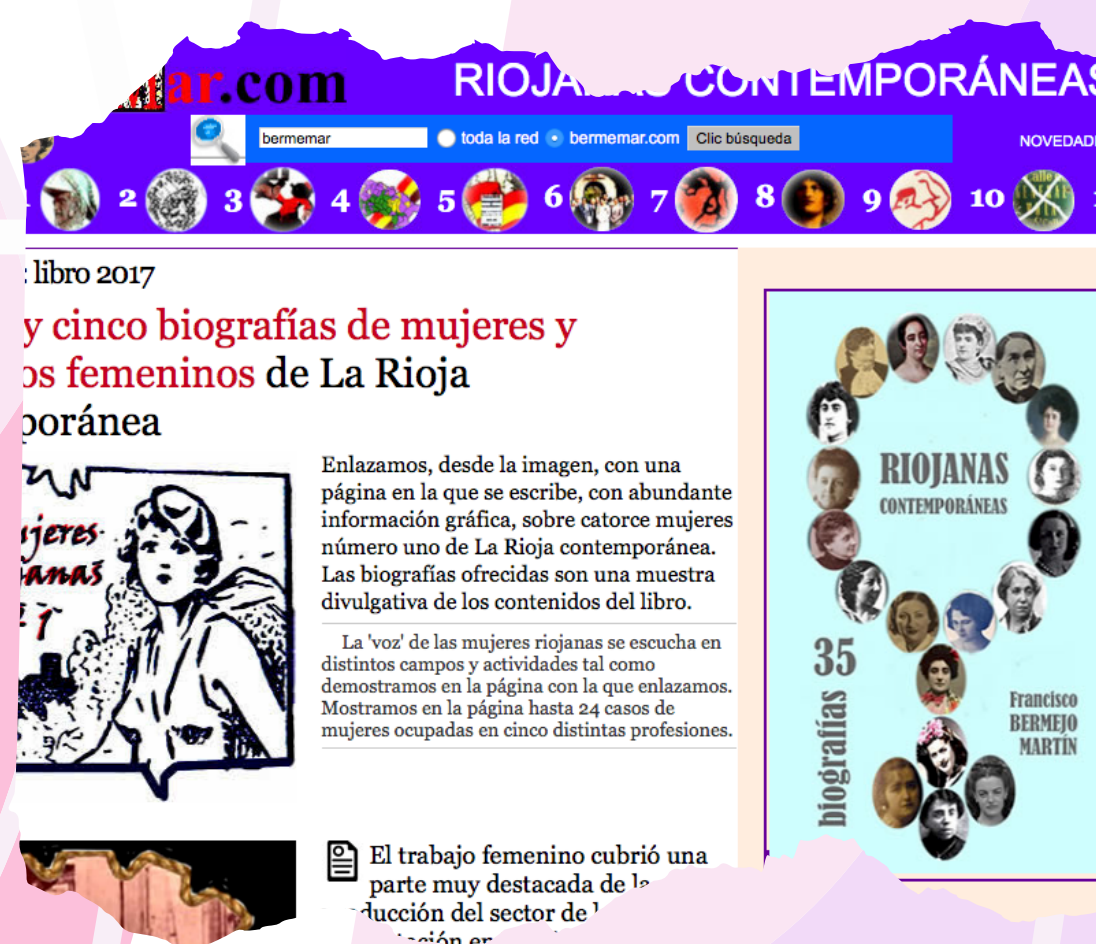 ar.com
RIOJA CONTEMPORÁNEAS
bermemar toda la red bermemar.com Clic búsqueda
NOVEDADE
2 3 4 5 6 7 8 9 10
: libro 2017
y cinco biografías de mujeres y
os femeninos de La Rioja
poránea
ujeres-
anas
Enlazamos, desde la imagen, con una
página en la que se escribe, con abundante
información gráfica, sobre catorce mujeres
número uno de La Rioja contemporánea.
Las biografías ofrecidas son una muestra
divulgativa de los contenidos del libro.
La 'voz' de las mujeres riojanas se escucha en
distintos campos y actividades tal como
demostramos en la página con la que enlazamos.
Mostramos en la página hasta 24 casos de
mujeres ocupadas en cinco distintas profesiones.
El trabajo femenino cubrió una
parte muy destacada de la
ducción del sector de
RIOJANAS
CONTEMPORÁNEAS
35
biografías
Francisco
BERMEJO
MARTÍN